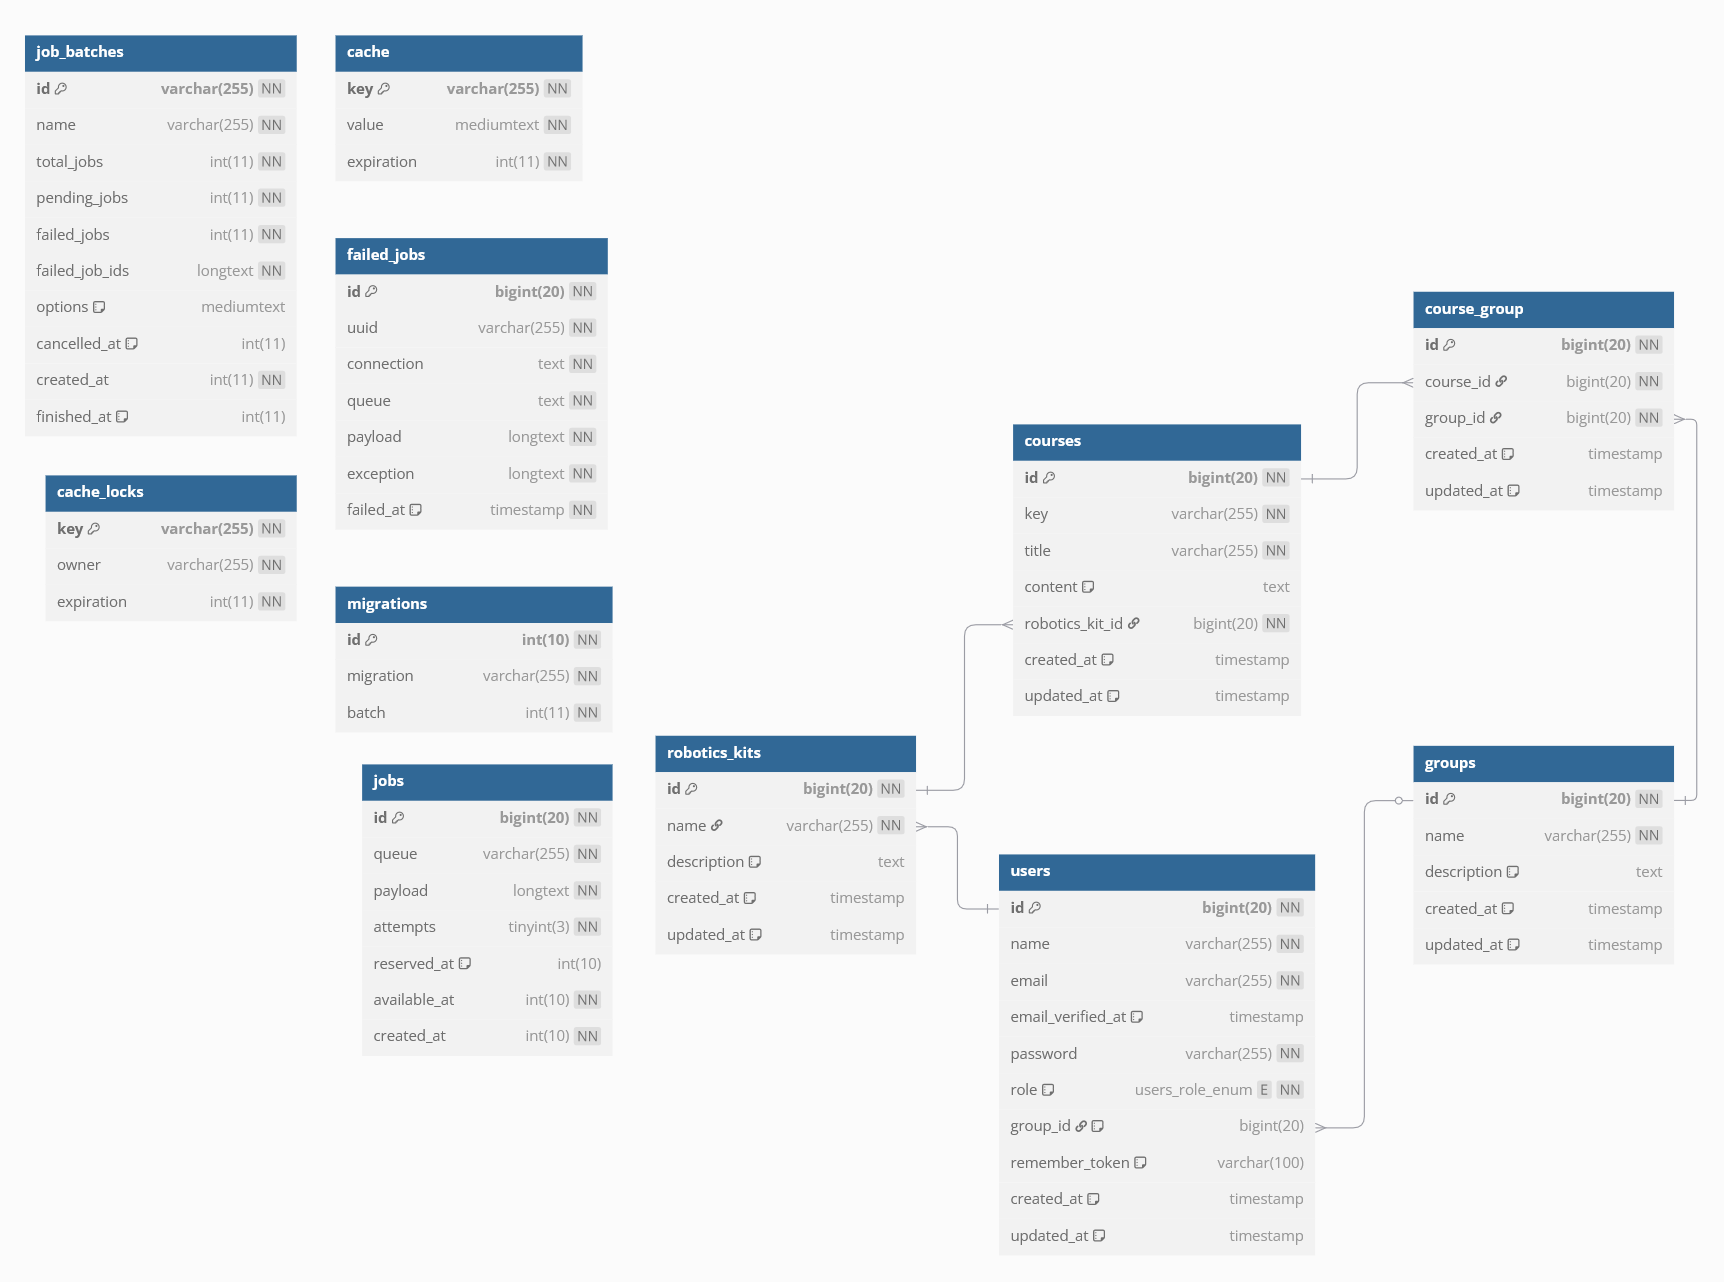 job_batches
id varchar(255) NN
name varchar(255) NN
total_jobs int(11) NN
pending_jobs int(11) NN
failed_jobs int(11) NN
failed_job_ids longtext NN
options mediumtext
cancelled_at int(11)
created_at int(11) NN
finished_at int(11)
cache
key varchar(255) NN
value mediumtext NN
expiration int(11) NN
failed_jobs
id bigint(20) NN
uuid varchar(255) NN
connection text NN
queue text NN
payload longtext NN
exception longtext NN
failed_at timestamp NN
cache_locks
key varchar(255) NN
owner varchar(255) NN
expiration int(11) NN
migrations
id int(10) NN
migration varchar(255) NN
batch int(11) NN
jobs
id bigint(20) NN
queue varchar(255) NN
payload longtext NN
attempts tinyint(3) NN
reserved_at int(10)
available_at int(10) NN
created_at int(10) NN
robotics_kits
id bigint(20) NN
name varchar(255) NN
description text
created_at timestamp
updated_at timestamp
courses
id bigint(20) NN
key varchar(255) NN
title varchar(255) NN
content text
robotics_kit_id bigint(20) NN
created_at timestamp
updated_at timestamp
course_group
id bigint(20) NN
course_id bigint(20) NN
group_id bigint(20) NN
created_at timestamp
updated_at timestamp
users
id bigint(20) NN
name varchar(255) NN
email varchar(255) NN
email_verified_at timestamp
password varchar(255) NN
role users_role_enum E NN
group_id bigint(20)
remember_token varchar(100)
created_at timestamp
updated_at timestamp
groups
id bigint(20) NN
name varchar(255) NN
description text
created_at timestamp
updated_at timestamp